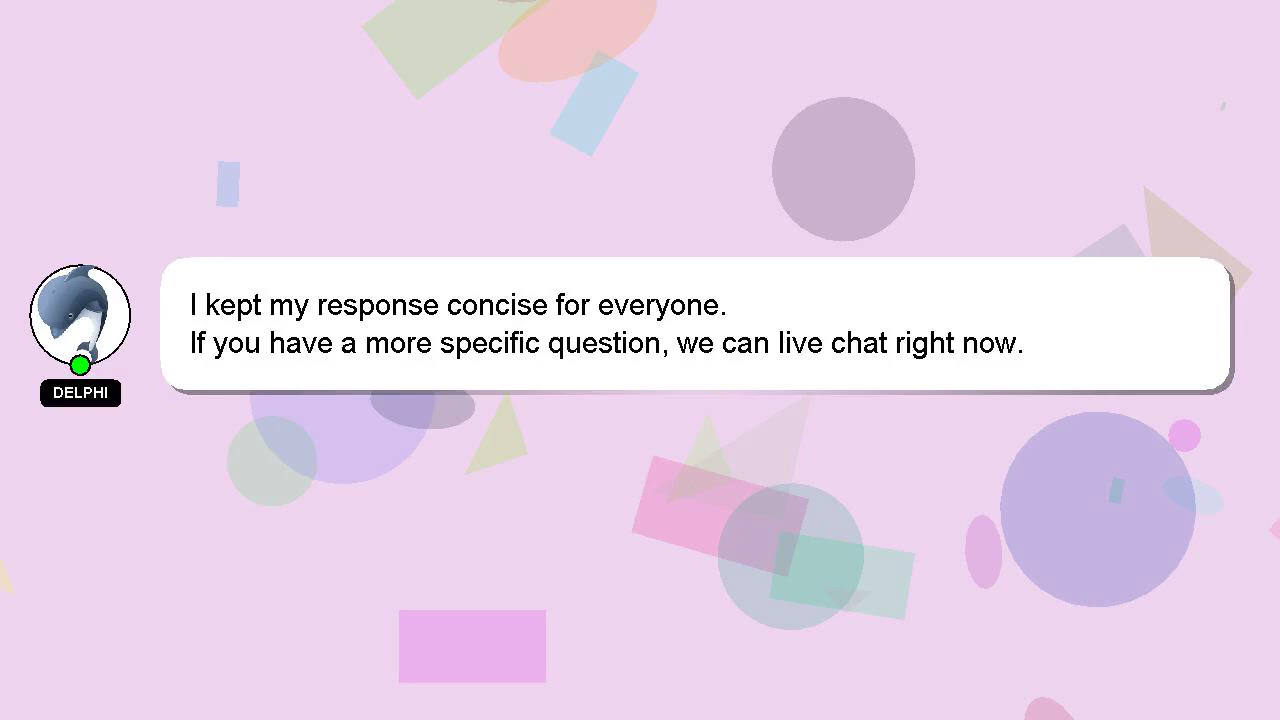 I kept my response concise for everyone.
If you have a more specific question, we can live chat right now.
DELPHI